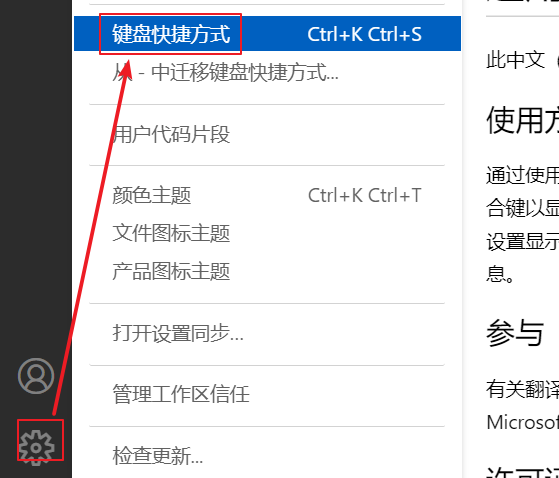 键盘快捷方式 Ctrl+K Ctrl+S
从 - 中迁移键盘快捷方式...
用户代码片段
颜色主题 Ctrl+K Ctrl+T
文件图标主题
产品图标主题
打开设置同步...
管理工作区信任
检查更新...
此中文（
使用方
通过使用
合键以显
设置显示
息。
参与
有关翻译
Microsof